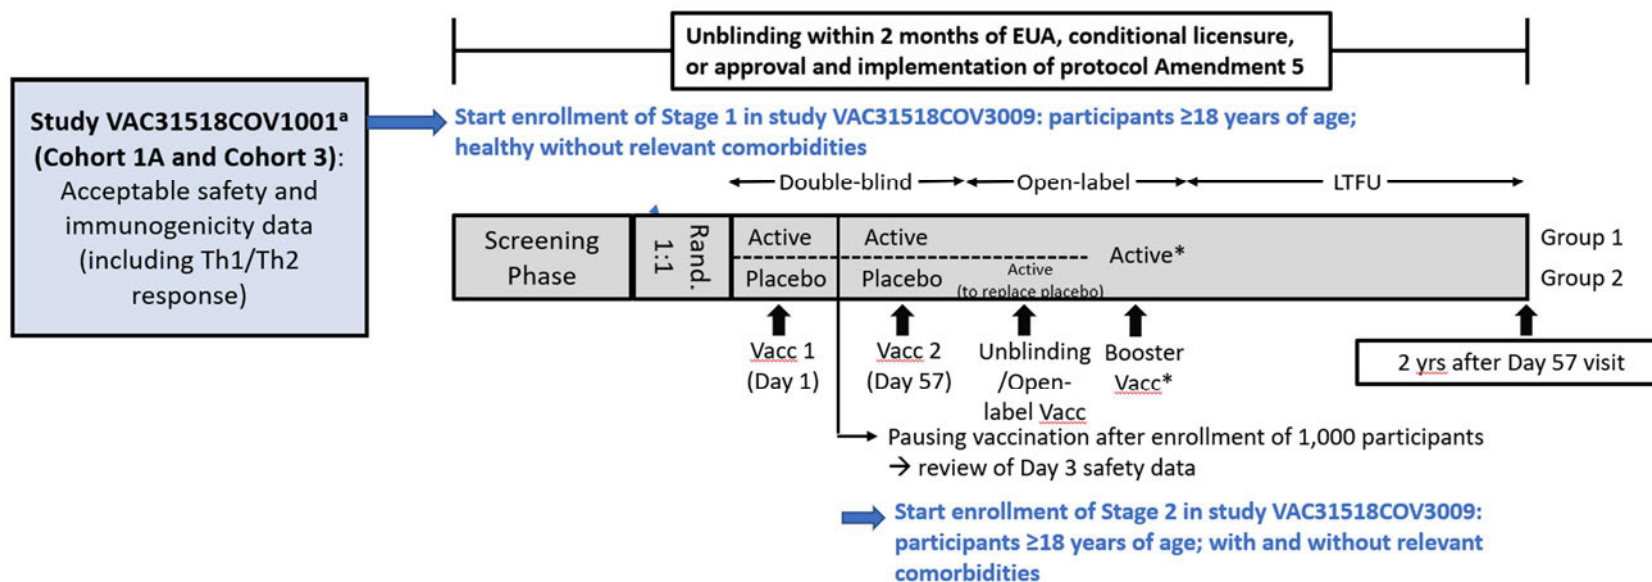 Unblinding within 2 months of EUA, conditional licensure,
or approval and implementation of protocol Amendment 5
Study VAC31518COV1001ᵃ
(Cohort 1A and Cohort 3):
Acceptable safety and
immunogenicity data
(including Th1/Th2
response)
Start enrollment of Stage 1 in study VAC31518COV3009: participants ≥18 years of age;
healthy without relevant comorbidities
Double-blind
Open-label
LTFU
Screening
Phase
Rand.
1:1
Active
Active
Active*
Group 1
Placebo
Placebo
Active
(to replace placebo)
Group 2
Vacc 1
(Day 1)
Vacc 2
(Day 57)
Unblinding
/Open-
label Vacc
Booster
Vacc*
2 yrs after Day 57 visit
Pausing vaccination after enrollment of 1,000 participants
→ review of Day 3 safety data
Start enrollment of Stage 2 in study VAC31518COV3009:
participants ≥18 years of age; with and without relevant
comorbidities